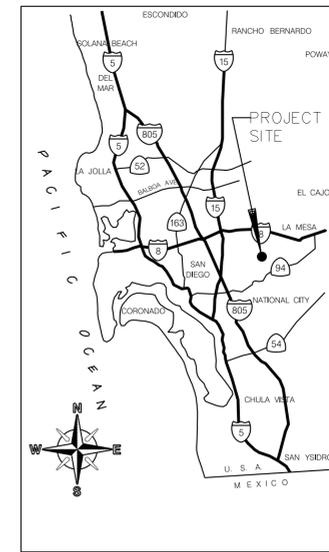 ESCONDIDO
RANCHO BERNARDO
SOLANA BEACH
5
15
POWAY
DEL
MAR
805
PROJECT
SITE
5
52
LA JOLLA
BALBOA AVE
EL CAJO
15
163
8
LA MESA
8
SAN
DIEGO
94
NATIONAL CITY
CORONADO
805
54
PACIFIC OCEAN
CHULA VISTA
N
5
W
E
S
SAN YSIDRO
U. S. A.
MEXICO